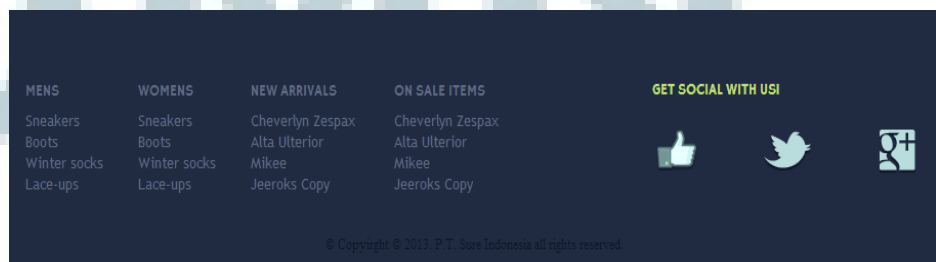 MENS
Sneakers
Boots
Winter socks
Lace-ups
WOMENS
Sneakers
Boots
Winter socks
Lace-ups
NEW ARRIVALS
Cheverlyn Zespax
Alta Ulterior
Mikee
Jeeroks Copy
ON SALE ITEMS
Cheverlyn Zespax
Alta Ulterior
Mikee
Jeeroks Copy
GET SOCIAL WITH US!
g+
© Copyright © 2013. P.T. Sure Indonesia all rights reserved.